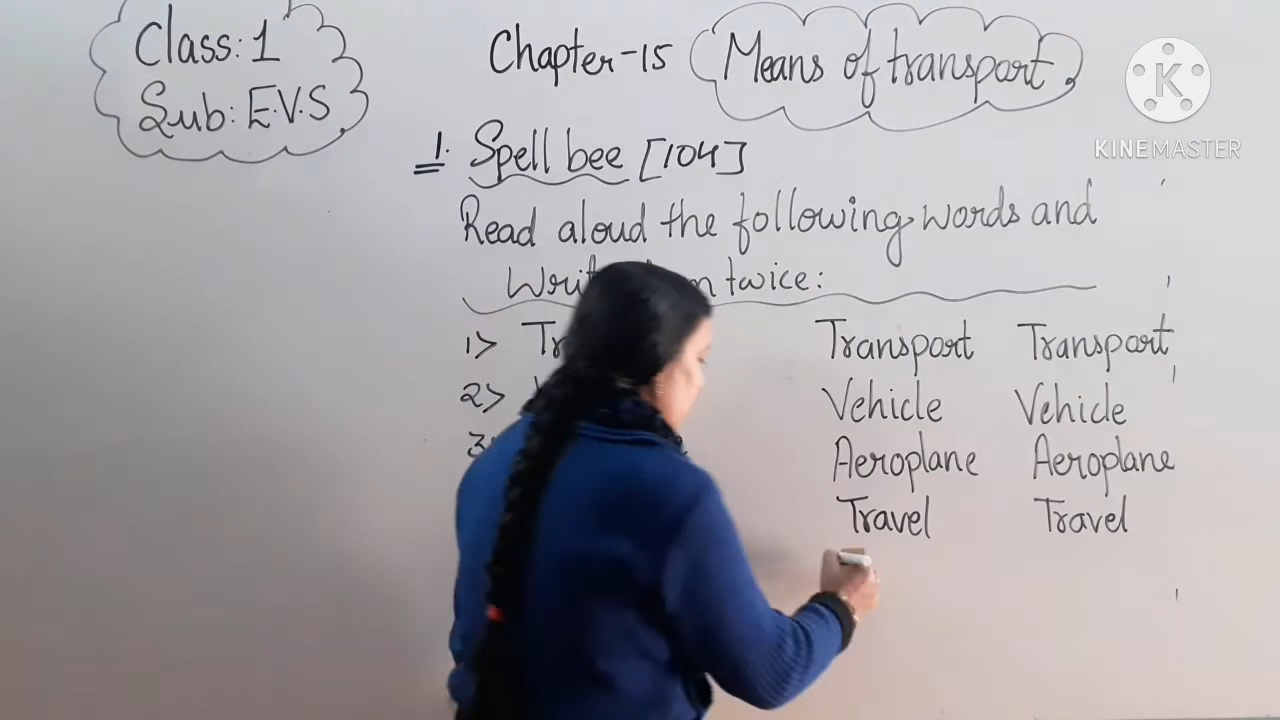 Class: 1
Sub: E.V.S
Chapter-15 Means of transport.
KINEMASTER
1. Spell bee [104]
Read aloud the following words and
twice:
1> Transport Transport
2> Vehicle Vehicle
3 Aeroplane Aeroplane
Travel Travel